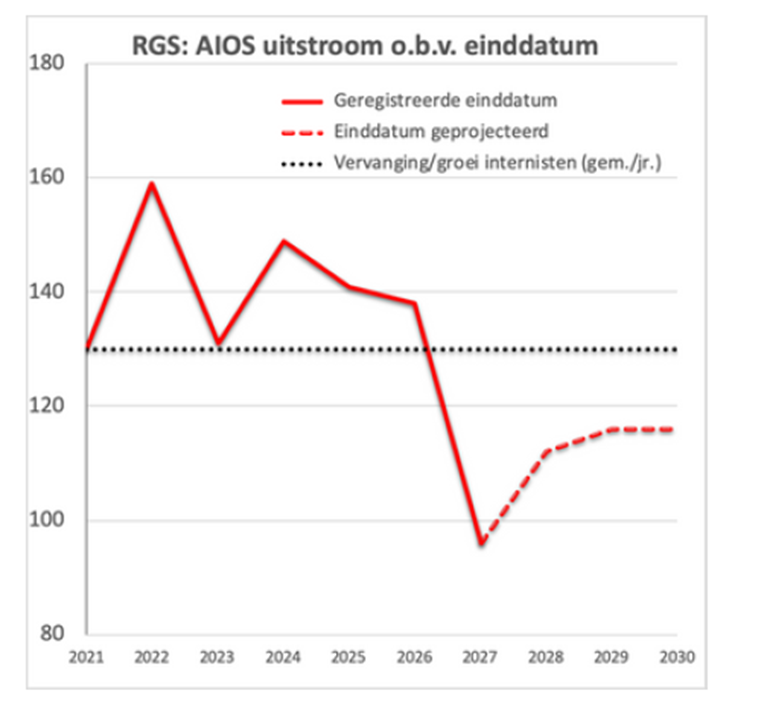 RGS: AIOS uitstroom o.b.v. einddatum
180
Geregistreerde einddatum
Einddatum geprojecteerd
Vervanging/groei internisten (gem./jr.)
160
140
120
100
80
2021 2022 2023 2024 2025 2026 2027 2028 2029 2030